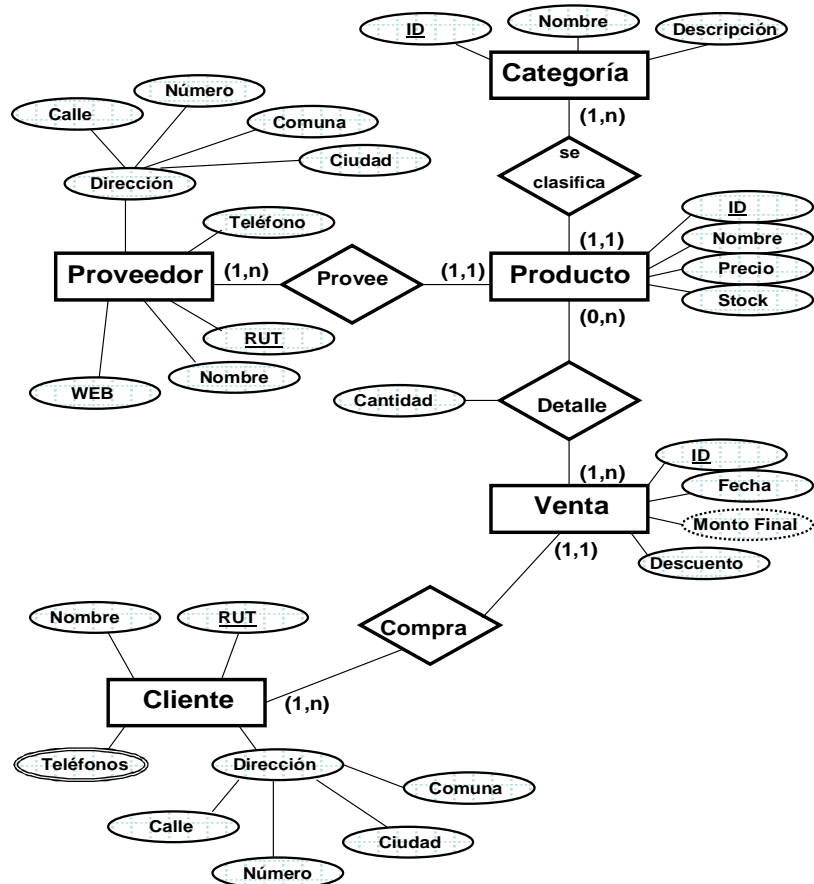 ID
Nombre
Descripción
Categoría
(1,n)
se
clasifica
(1,1)
Número
Calle
Comuna
Ciudad
Dirección
Teléfono
Proveedor
(1,n)
Provee
(1,1)
Producto
(0,n)
ID
Nombre
Precio
Stock
RUT
Nombre
WEB
Cantidad
Detalle
(1,n)
Venta
(1,1)
ID
Fecha
Monto Final
Descuento
Compra
Nombre
RUT
Cliente
(1,n)
Teléfonos
Dirección
Comuna
Calle
Ciudad
Número